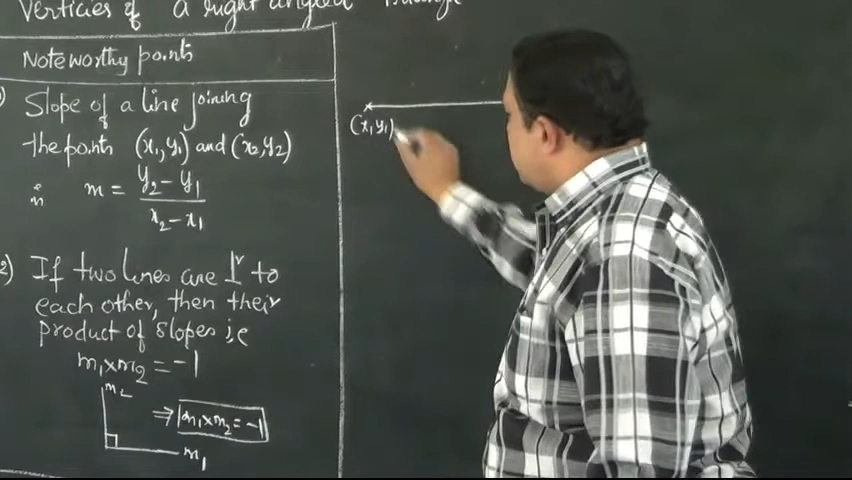 Verticies of a right angled triangle
Noteworthy points
Slope of a line joining
the points (x₁,y₁) and (x₂,y₂)
is m = y₂ - y₁ / x₂ - x₁
2) If two lines are ⊥r to
each other, then their
product of slopes i,e
m₁ x m₂ = -1
m₂
⇒ m₁ x m₂ = -1
m₁
(x₁,y₁)